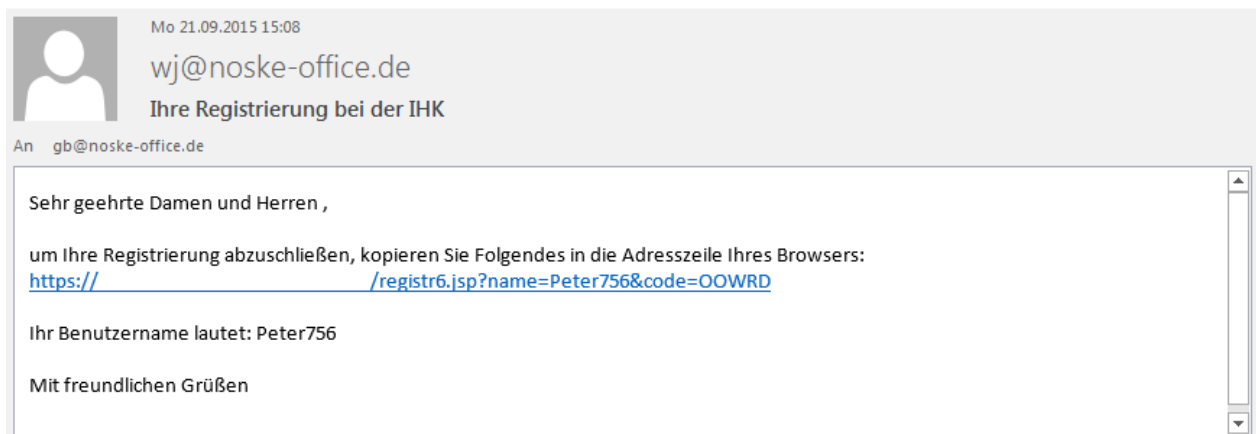 Mo 21.09.2015 15:08
wj@noske-office.de
Ihre Registrierung bei der IHK
An gb@noske-office.de
Sehr geehrte Damen und Herren ,
um Ihre Registrierung abzuschließen, kopieren Sie Folgendes in die Adresszeile Ihres Browsers:
https:// /registr6.jsp?name=Peter756&code=OOWRD
Ihr Benutzername lautet: Peter756
Mit freundlichen Grüßen